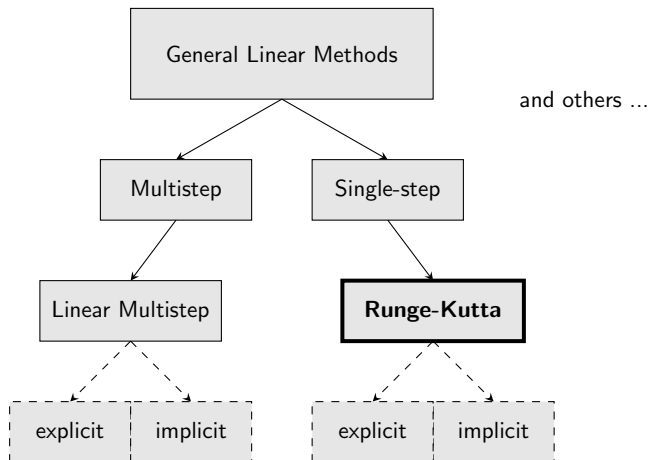 General Linear Methods
and others ...
Multistep
Single-step
Linear Multistep
Runge-Kutta
explicit
implicit
explicit
implicit